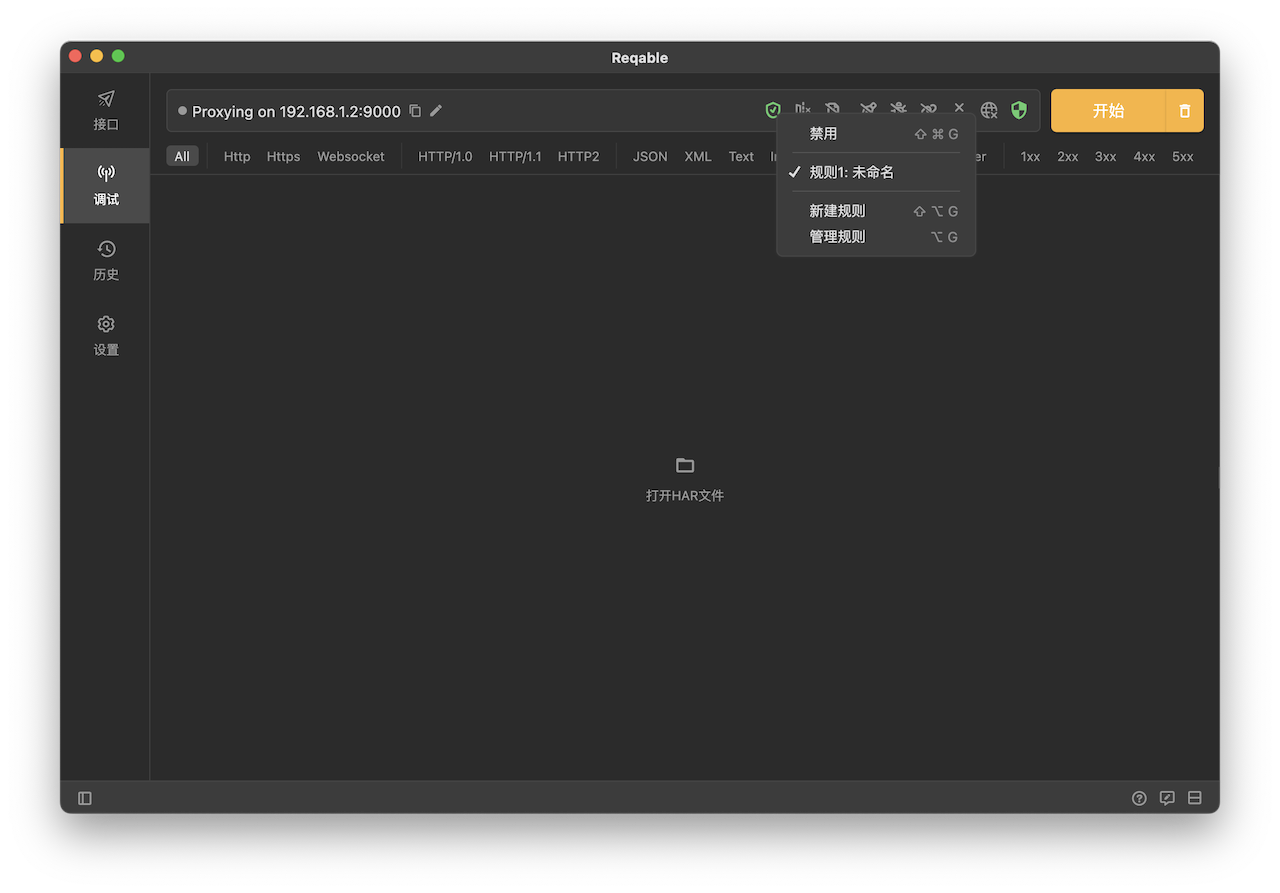 Reqable
接口
调试
历史
设置
Proxying on 192.168.1.2:9000
开始
All Http Https Websocket HTTP/1.0 HTTP/1.1 HTTP2 JSON XML Text 1xx 2xx 3xx 4xx 5xx
禁用 ⇧ ⌘ G
✓ 规则1: 未命名
新建规则 ⇧ ⌥ G
管理规则 ⌥ G
打开HAR文件